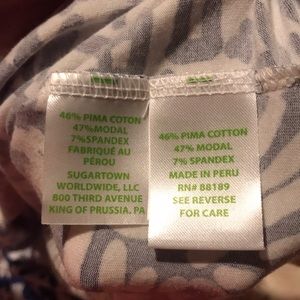 46% PIMA COTTON
47% MODAL
7% SPANDEX
FABRIQUÉ AU
PÉROU
SUGARTOWN
WORLDWIDE, LLC
800 THIRD AVENUE
KING OF PRUSSIA, PA
46% PIMA COTTON
47% MODAL
7% SPANDEX
MADE IN PERU
RN# 88189
SEE REVERSE
FOR CARE